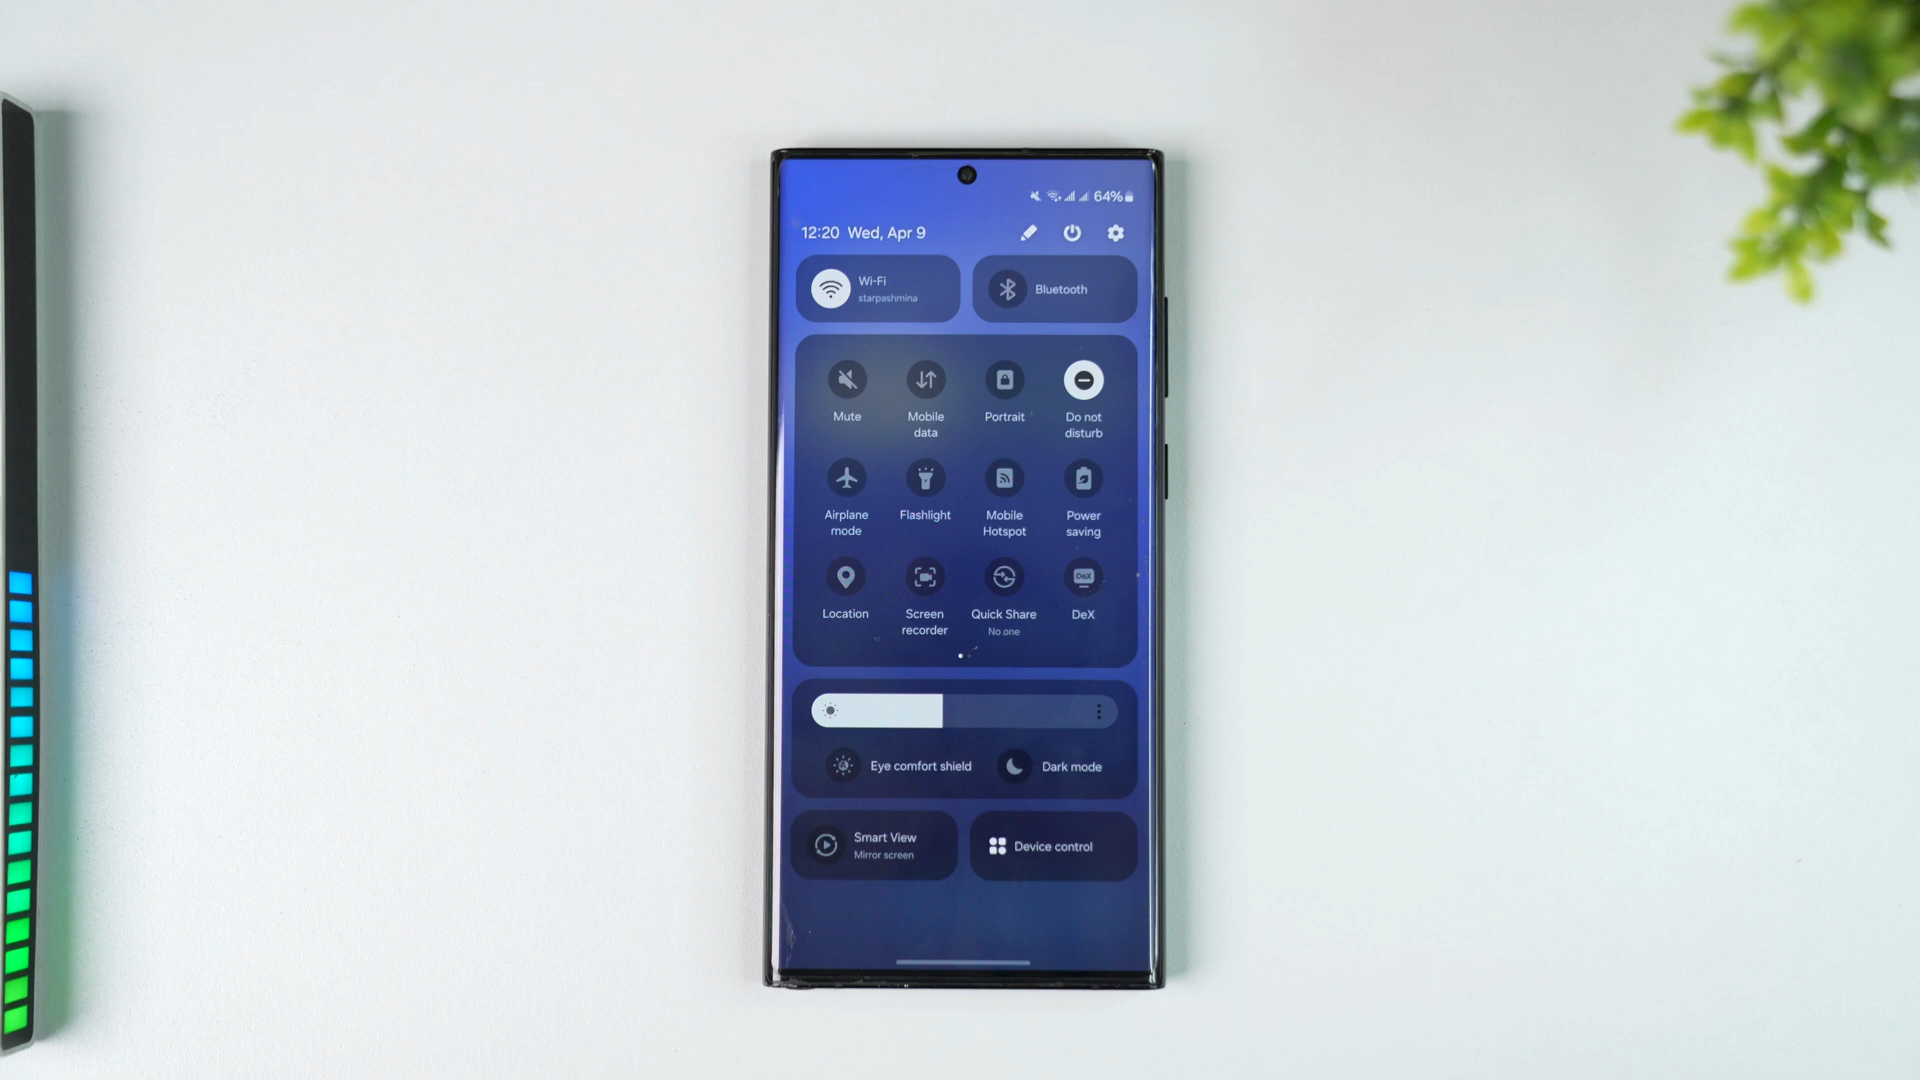 64%
12:20 Wed, Apr 9
Wi-Fi
starpashmina
Bluetooth
Mute
Mobile
data
Portrait
Do not
disturb
Airplane
mode
Flashlight
Mobile
Hotspot
Power
saving
Location
Screen
recorder
Quick Share
No one
DeX
DeX
Eye comfort shield
Dark mode
Smart View
Mirror screen
Device control